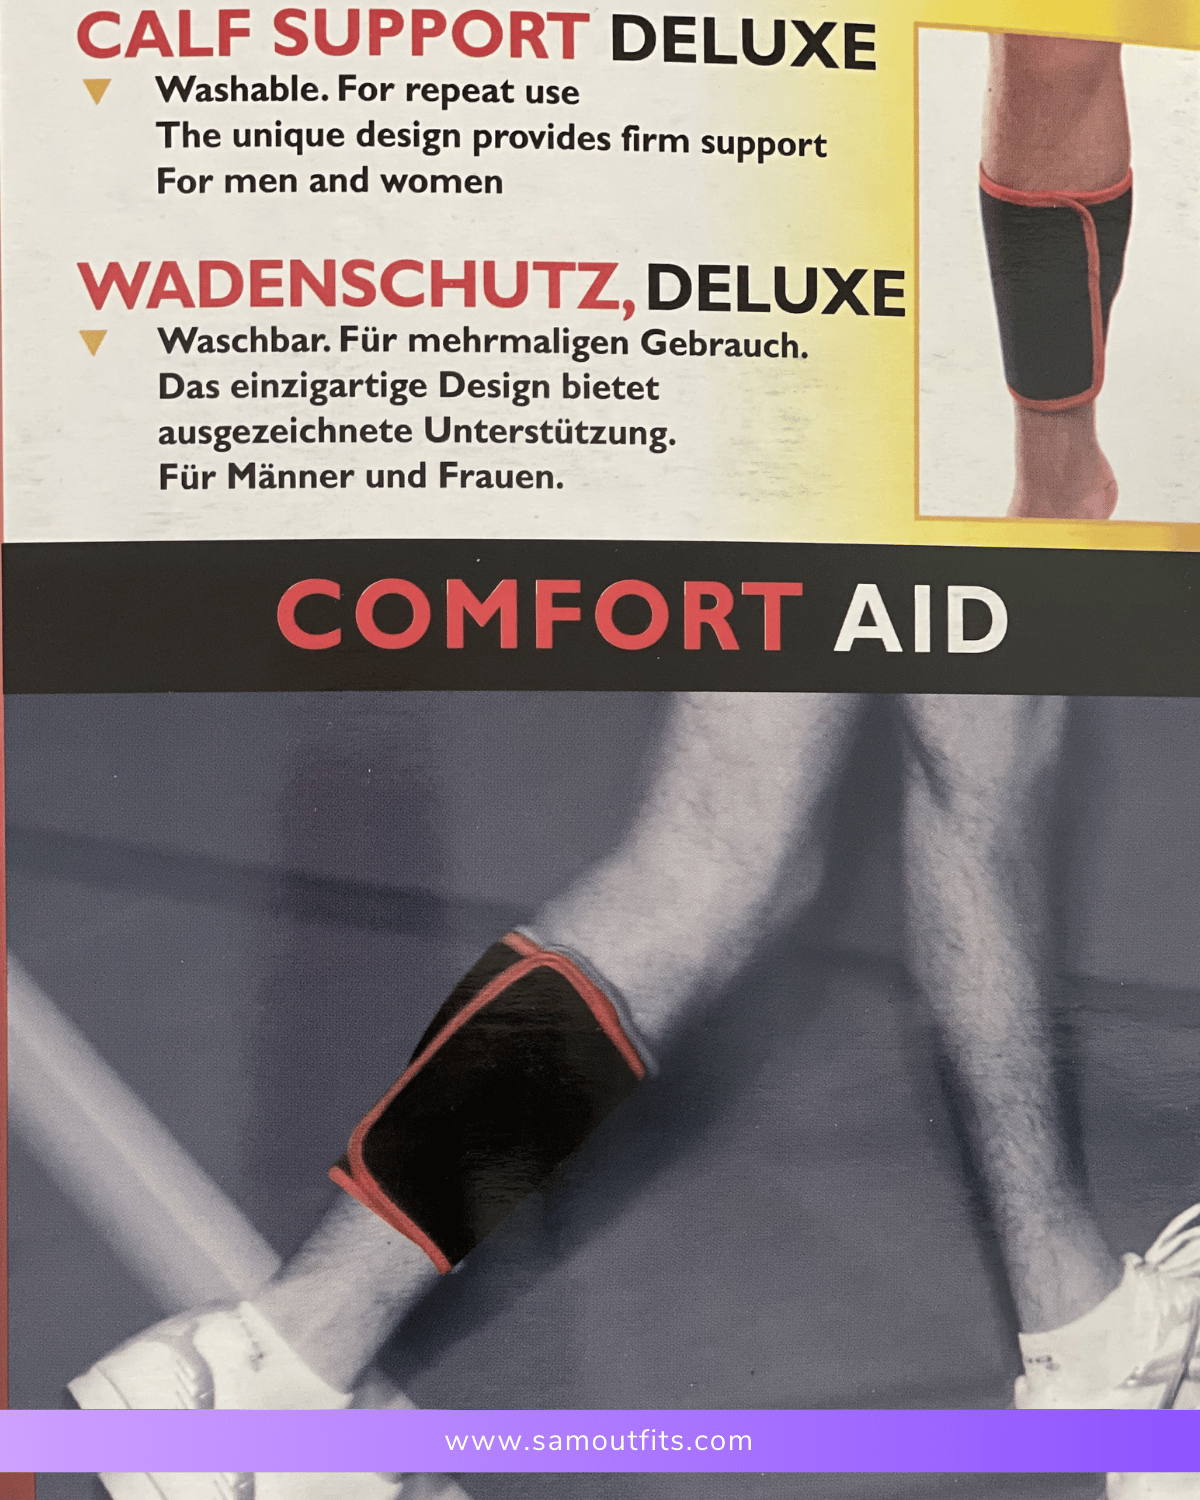 CALF SUPPORT DELUXE
Washable. For repeat use
The unique design provides firm support
For men and women
WADENSCHUTZ, DELUXE
Waschbar. Für mehrmaligen Gebrauch.
Das einzigartige Design bietet
ausgezeichnete Unterstützung.
Für Männer und Frauen.
COMFORT AID
www.samoutfits.com